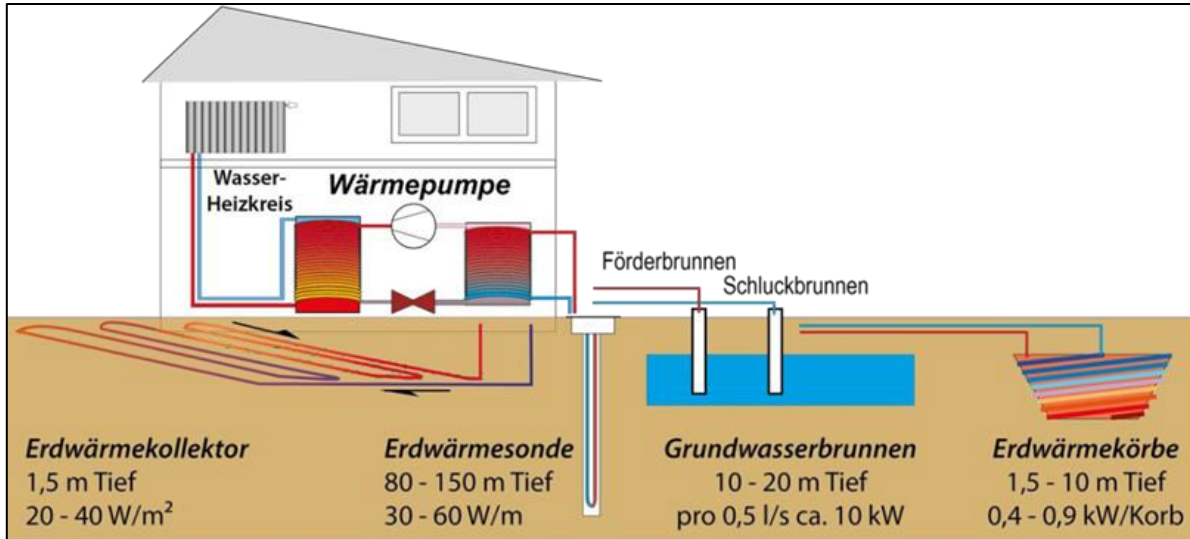 Wasser-
Heizkreis
Wärmepumpe
Förderbrunnen
Schluckbrunnen
Erdwärmekollektor
1,5 m Tief
20 - 40 W/m²
Erdwärmesonde
80 - 150 m Tief
30 - 60 W/m
Grundwasserbrunnen
10 - 20 m Tief
pro 0,5 l/s ca. 10 kW
Erdwärmekörbe
1,5 - 10 m Tief
0,4 - 0,9 kW/Korb